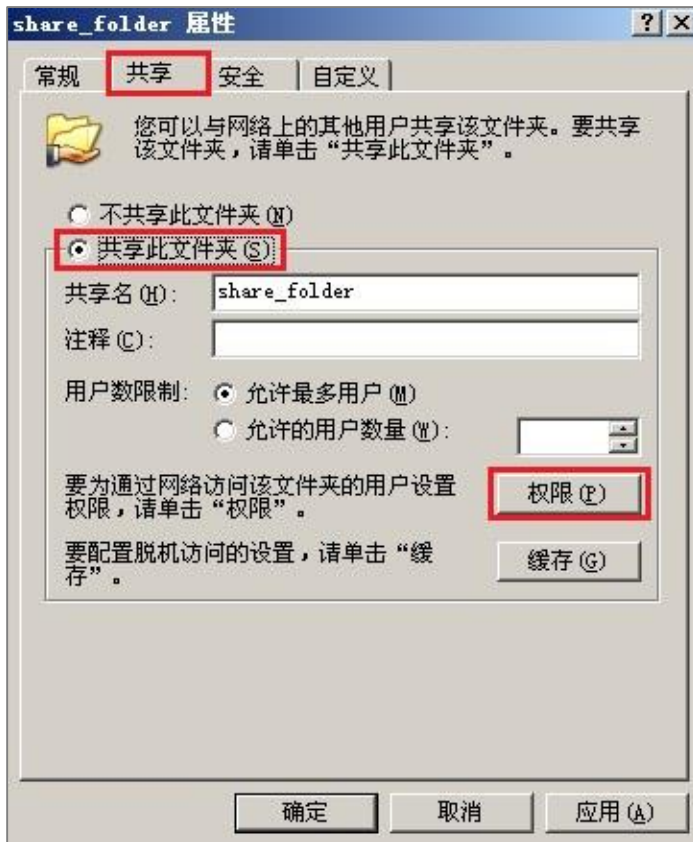 share_folder 属性
常规 共享 安全 自定义
您可以与网络上的其他用户共享该文件夹。要共享
该文件夹，请单击“共享此文件夹”。
不共享此文件夹(N)
共享此文件夹(S)
共享名(H): share_folder
注释(C):
用户数限制: 允许最多用户(M)
允许的用户数量(W):
要为通过网络访问该文件夹的用户设置
权限，请单击“权限”。
权限(P)
要配置脱机访问的设置，请单击“缓
存”。
缓存(G)
确定 取消 应用(A)